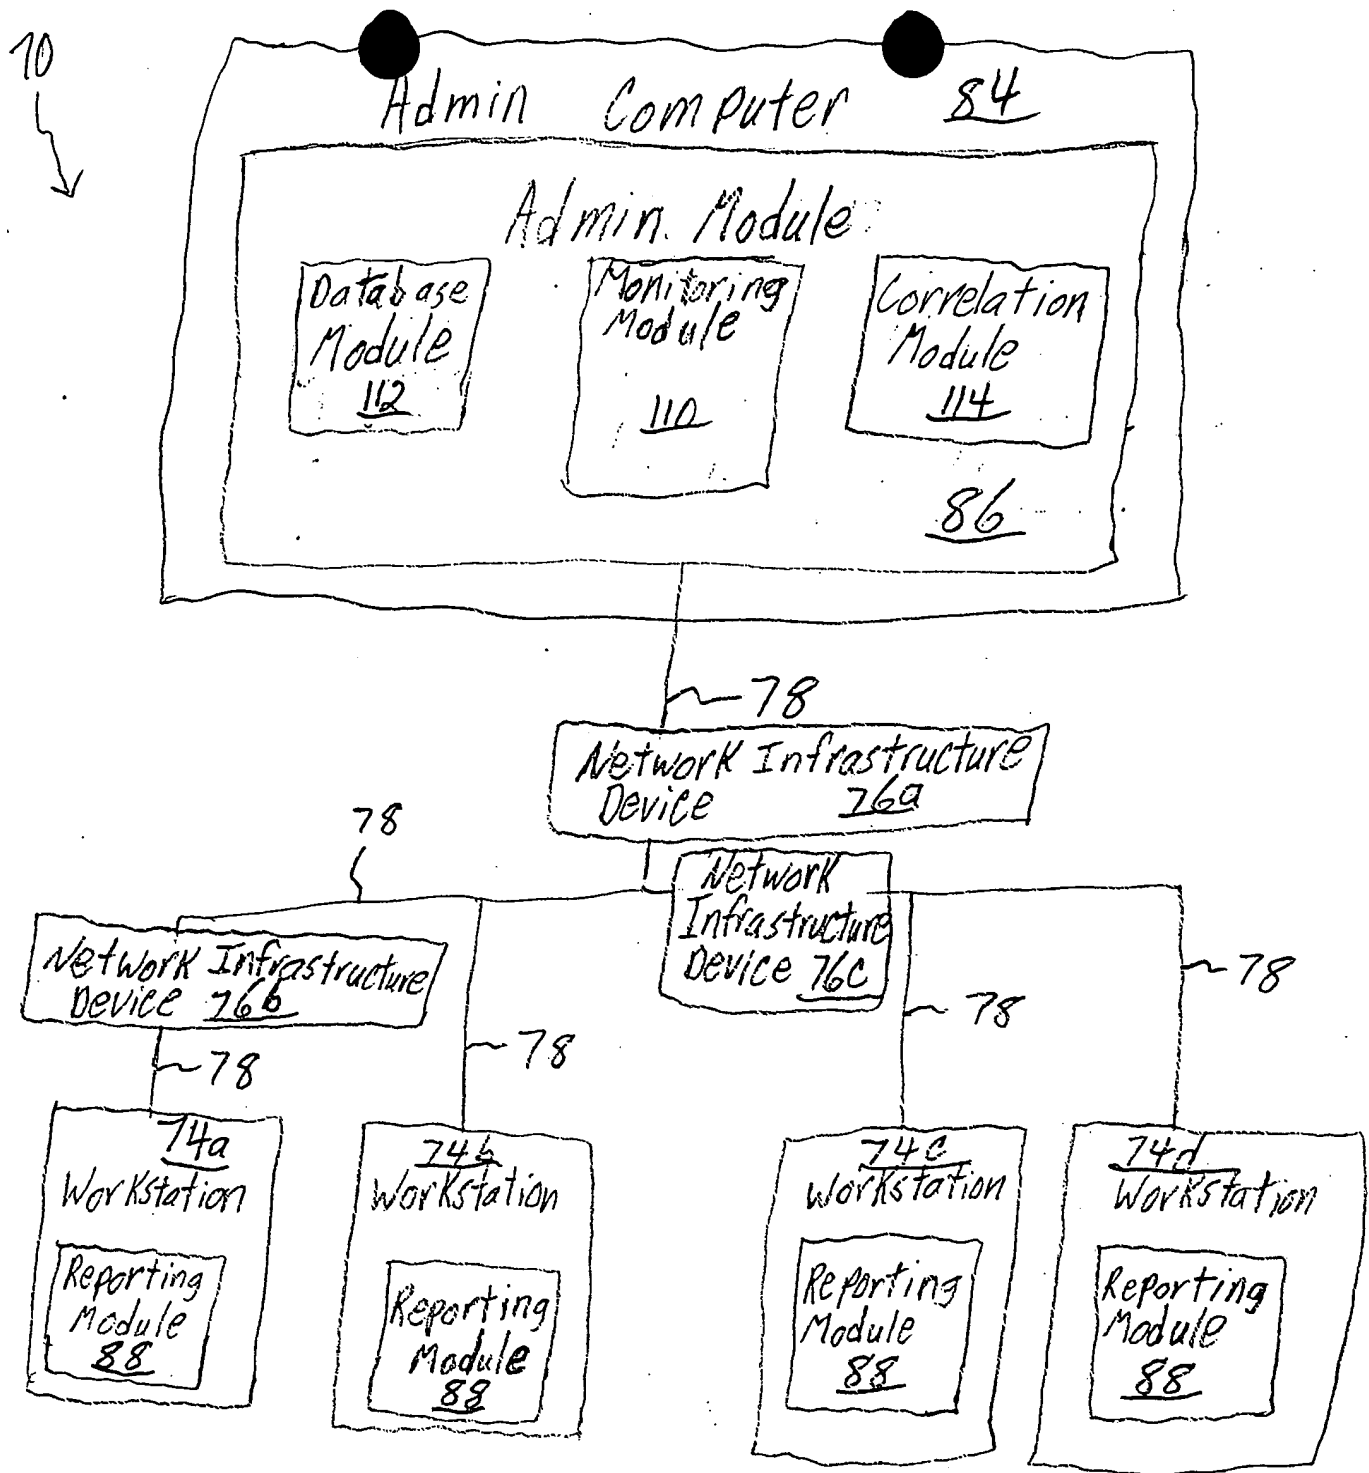 70
Admin Computer 84
Admin. Module
Database
Module
112
Monitoring
Module
110
Correlation
Module
114
86
78
Network Infrastructure
Device 76a
78
Network
Infrastructure
Device 76c
Network Infrastructure
Device 76b
78
78
78
78
74a
Workstation
Reporting
Module
88
74b
Workstation
Reporting
Module
88
74c
Workstation
Reporting
Module
88
74d
Workstation
Reporting
Module
88